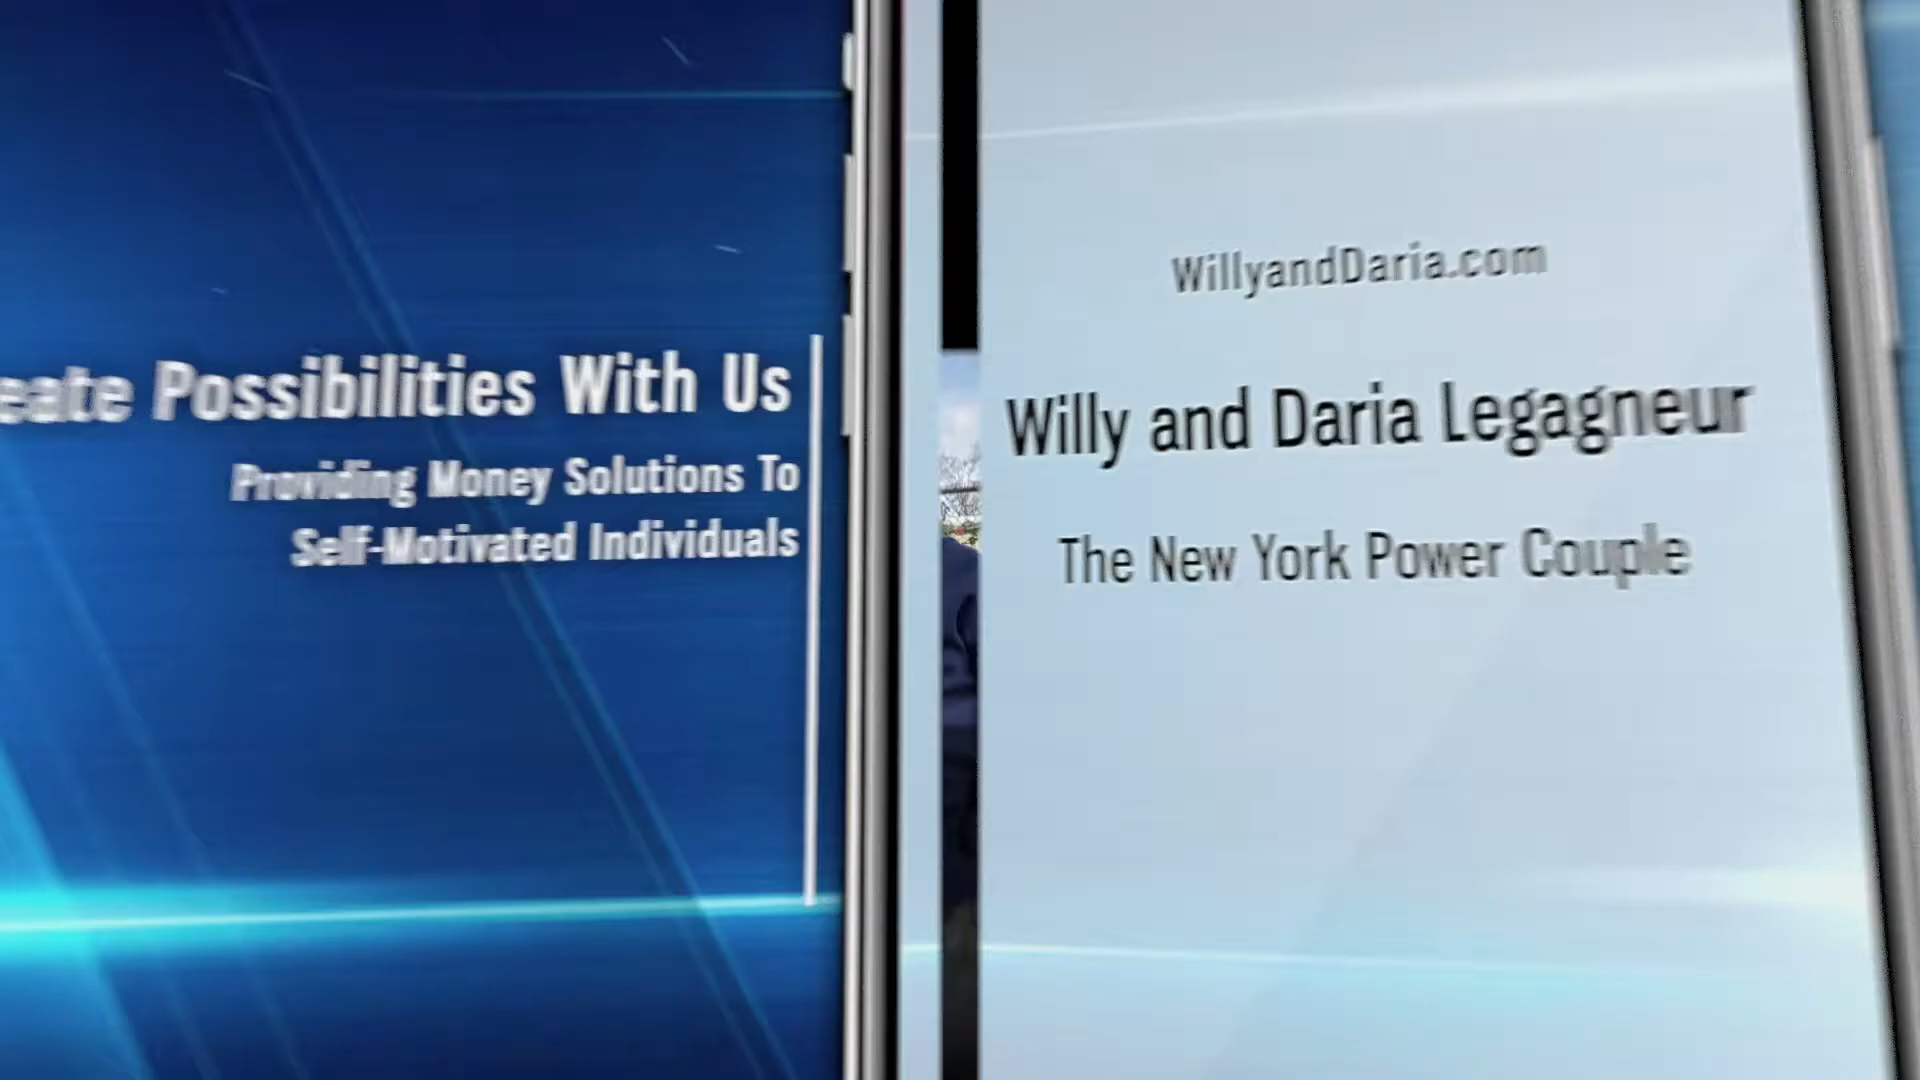 eate Possibilities With Us
Providing Money Solutions To
Self-Motivated Individuals
WillyandDaria.com
Willy and Daria Legagneur
The New York Power Couple